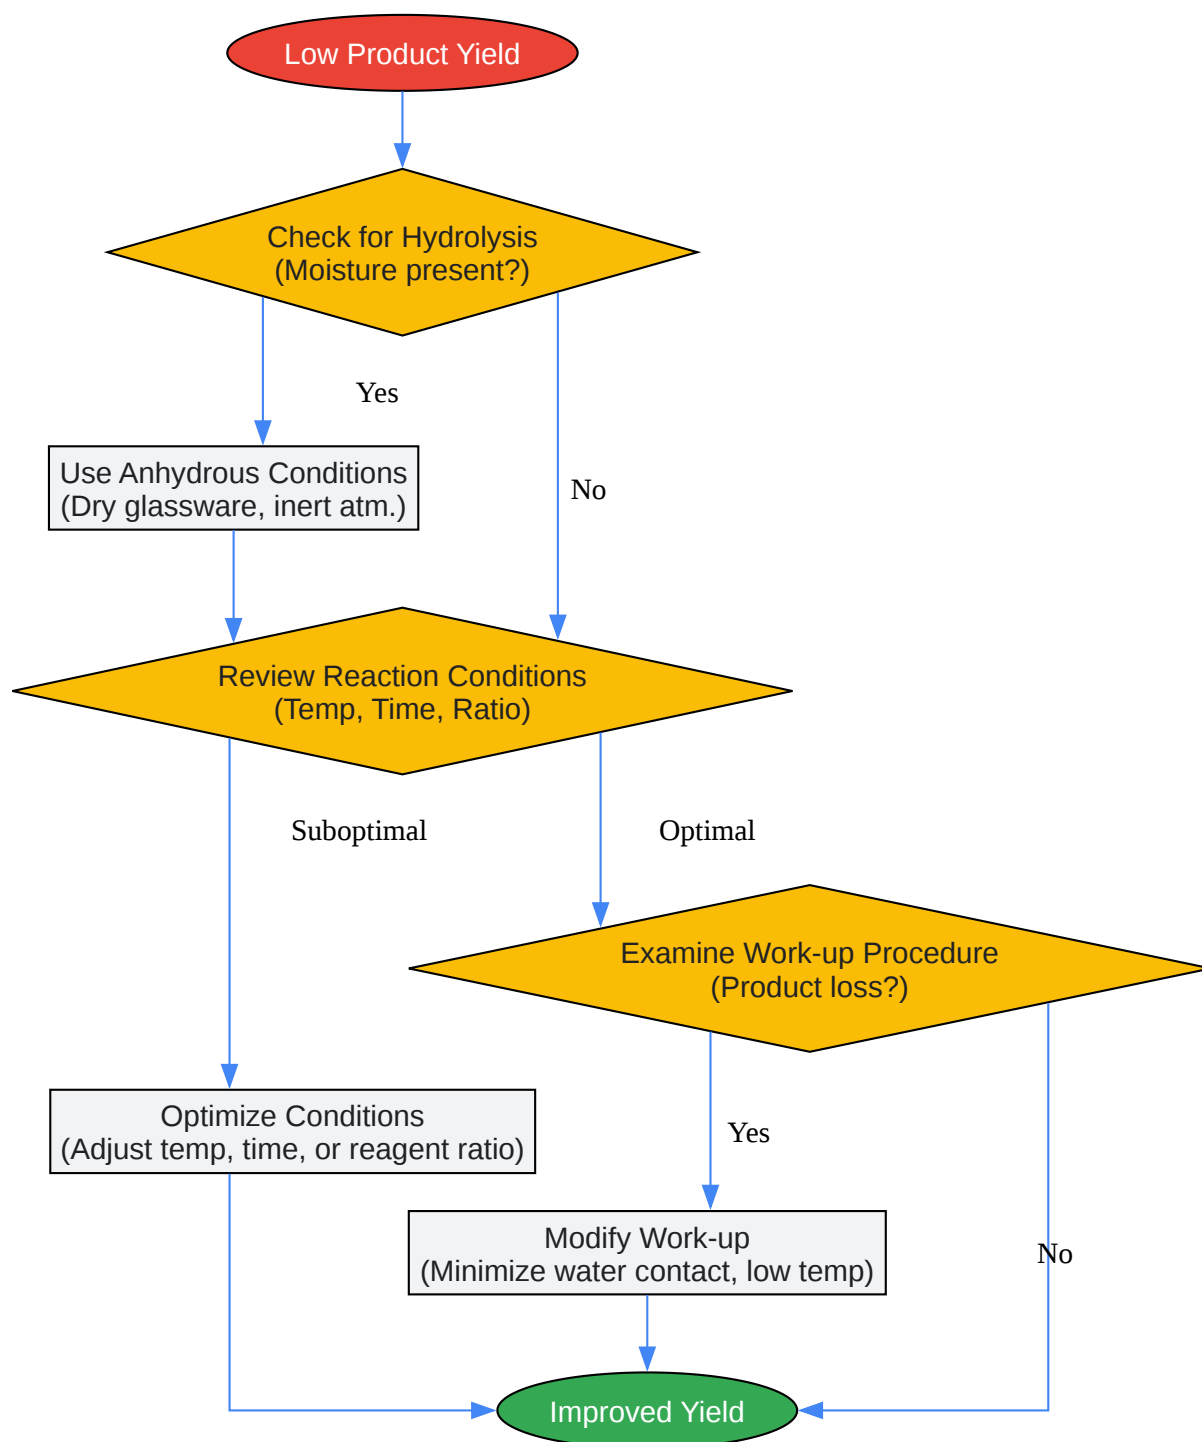 Low Product Yield
Check for Hydrolysis
(Moisture present?)
Yes
Use Anhydrous Conditions
(Dry glassware, inert atm.)
No
Review Reaction Conditions
(Temp, Time, Ratio)
Suboptimal
Optimal
Examine Work-up Procedure
(Product loss?)
Optimize Conditions
(Adjust temp, time, or reagent ratio)
Yes
Modify Work-up
(Minimize water contact, low temp)
No
Improved Yield